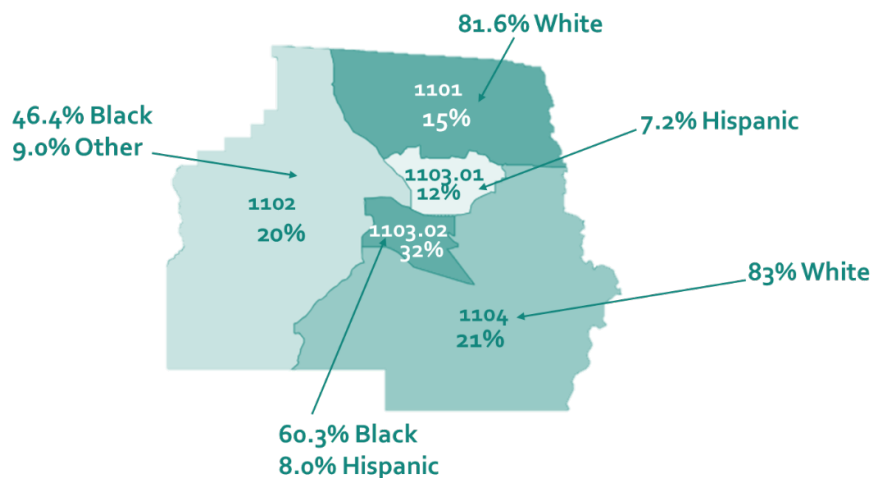 81.6% White
46.4% Black
9.0% Other
1101
15%
7.2% Hispanic
1103.01
12%
1102
20%
1103.02
32%
83% White
1104
21%
60.3% Black
8.0% Hispanic